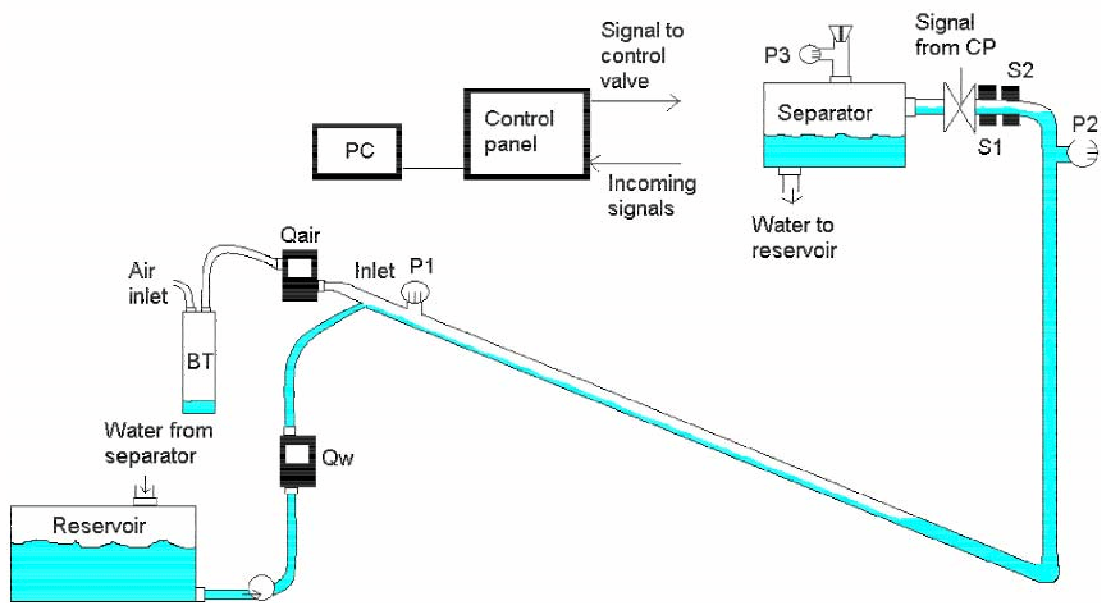 Signal to
control
valve
Signal
from CP
S2
P3
Separator
P2
S1
Control
panel
PC
Incoming
signals
Water to
reservoir
Qair
Inlet
P1
Air
inlet
BT
Water from
separator
Qw
Reservoir